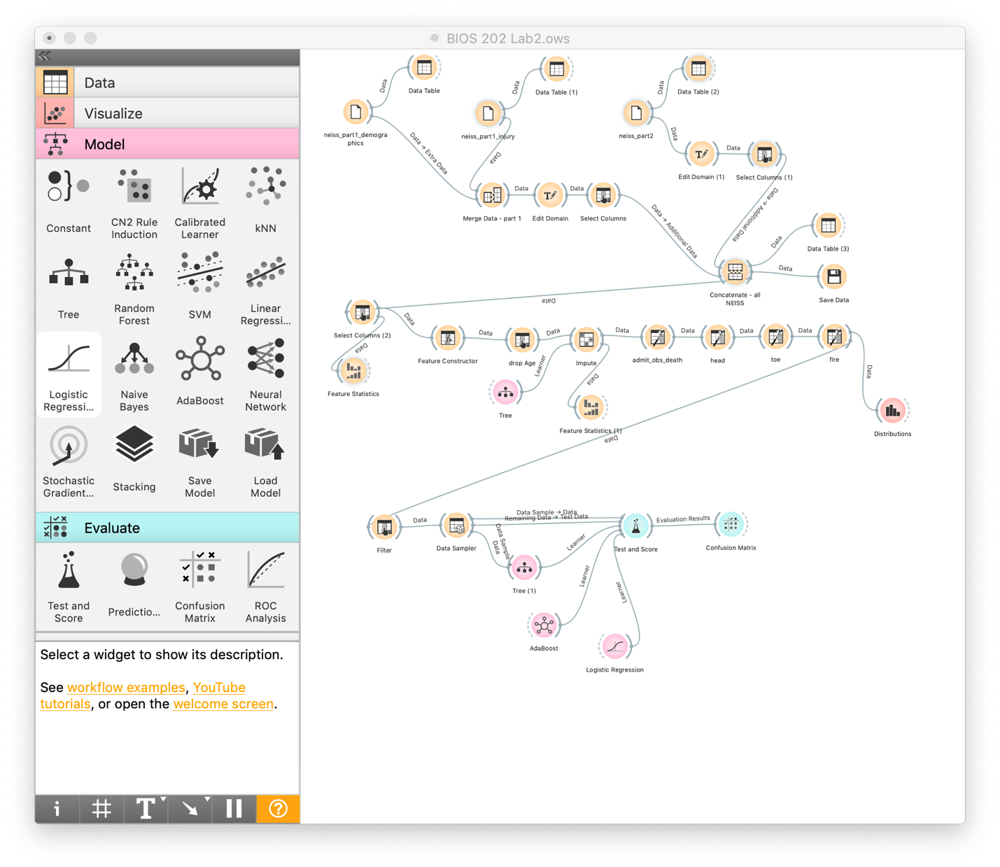 BIOS 202 Lab2.ows
Data
Visualize
Model
Constant
CN2 Rule
Induction
Calibrated
Learner
kNN
Tree
Random
Forest
SVM
Linear
Regressi...
Logistic
Regressi...
Naive
Bayes
AdaBoost
Neural
Network
Stochastic
Gradient...
Stacking
Save
Model
Load
Model
Evaluate
Test and
Score
Predictio...
Confusion
Matrix
ROC
Analysis
Select a widget to show its description.
See workflow examples, YouTube
tutorials, or open the welcome screen.
i
#
T
?
Data Table
Data
neiss_part1_demogra
phics
Data → Extra Data
Data Table (1)
Data
neiss_part1_injury
Data
Data Table (2)
Data
neiss_part2
Data
Edit Domain (1)
Data
Select Columns (1)
Data → Additional Data
Merge Data - part 1
Data
Edit Domain
Data
Select Columns
Data → Additional Data
Data Table (3)
Data
Concatenate - all
NEISS
Data
Save Data
Data
Select Columns (2)
Data
Data
Feature Statistics
Feature Constructor
Data
drop Age
Data
Learner
Tree
Impute
Data
Data
Feature Statistics (1)
admit_obs_death
Data
head
Data
toe
Data
fire
Data
Distributions
Data
Filter
Data
Data Sampler
Data Sample → Data
Remaining Data → Test Data
Data Sample →
Data
Tree (1)
Learner
Test and Score
Evaluation Results
Confusion Matrix
Learner
AdaBoost
Learner
Logistic Regression